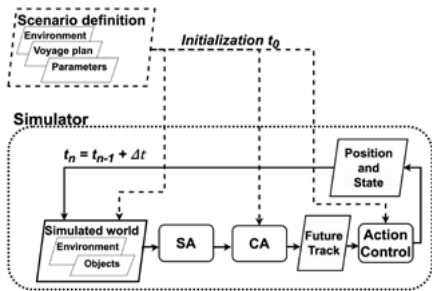 Scenario definition
Environment
Voyage plan
Parameters
Initialization t0
Simulator
tn = tn-1 + Δt
Position
and
State
Simulated world
Environment
Objects
SA
CA
Future
Track
Action
Control